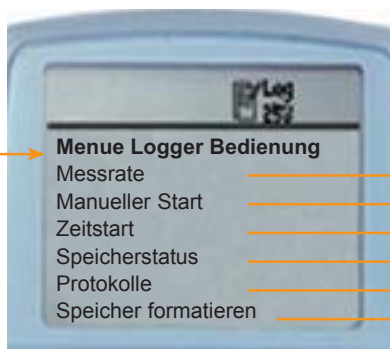 Log
Menue Logger Bedienung
Messrate
Manueller Start
Zeitstart
Speicherstatus
Protokolle
Speicher formatieren